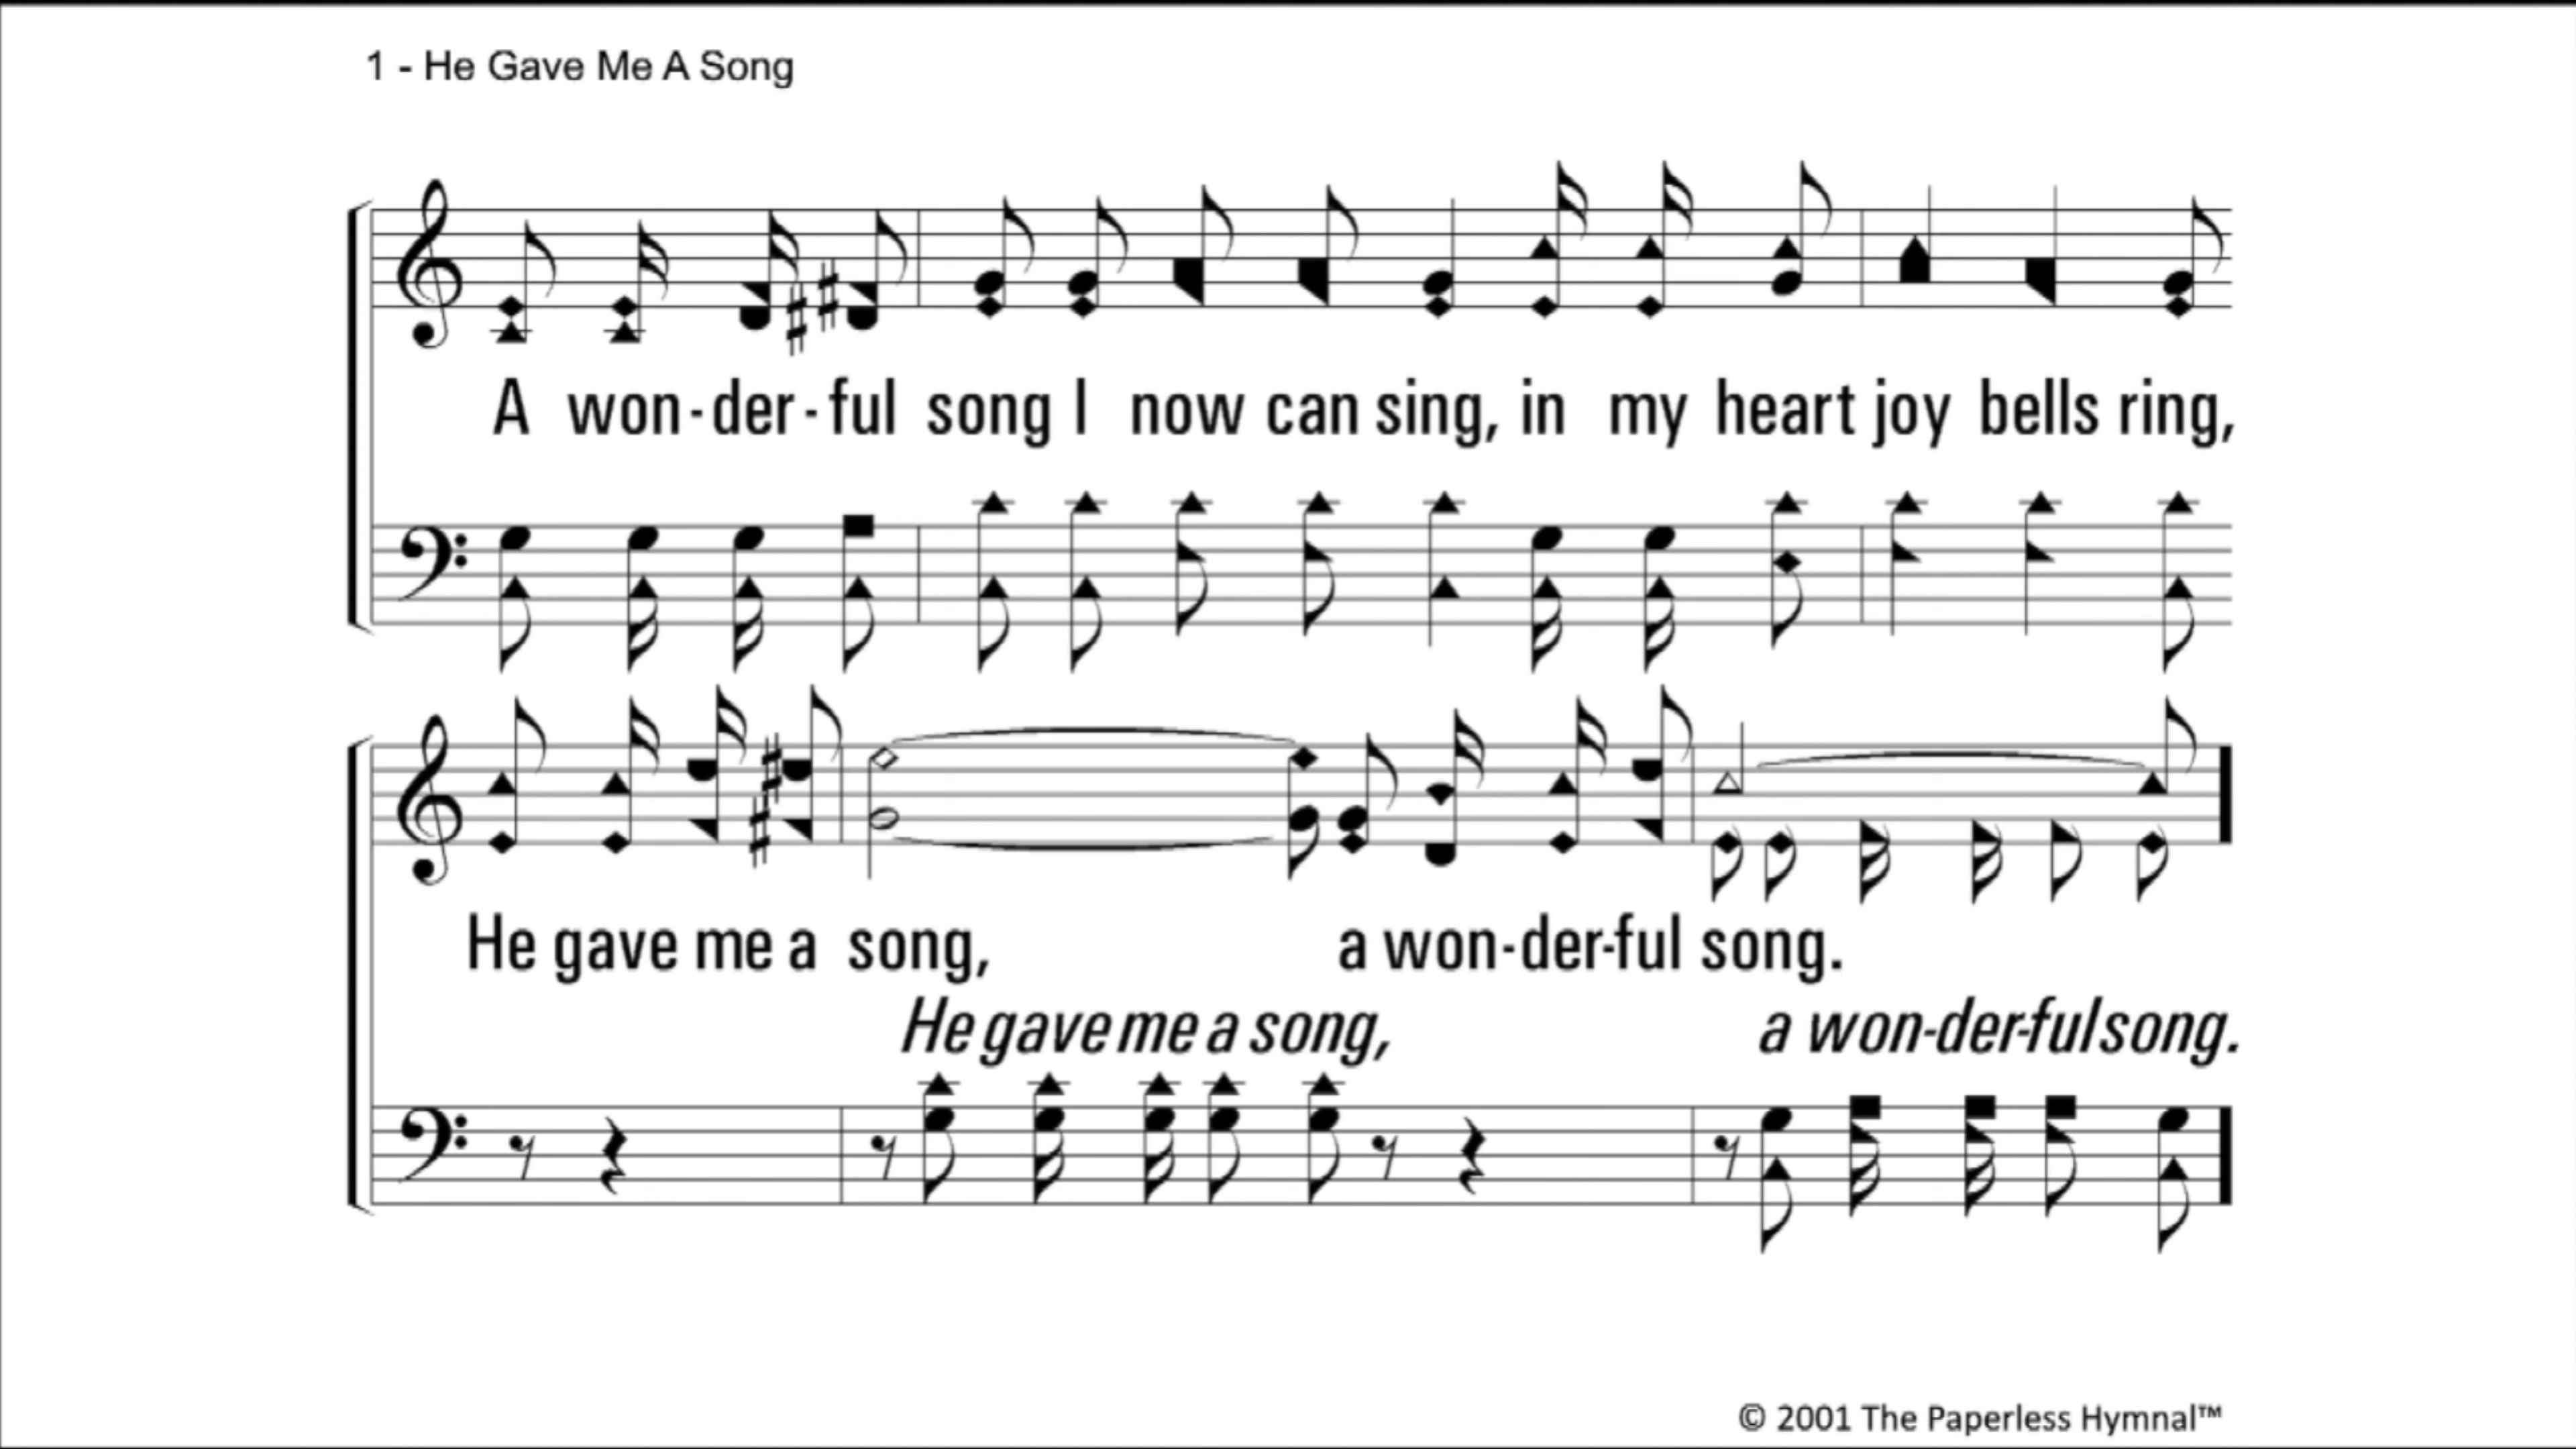 1 - He Gave Me A Song
A won-der-ful song I now can sing, in my heart joy bells ring,
He gave me a song, a won-der-ful song.
He gave me a song, a won-der-ful song.
© 2001 The Paperless Hymnal™